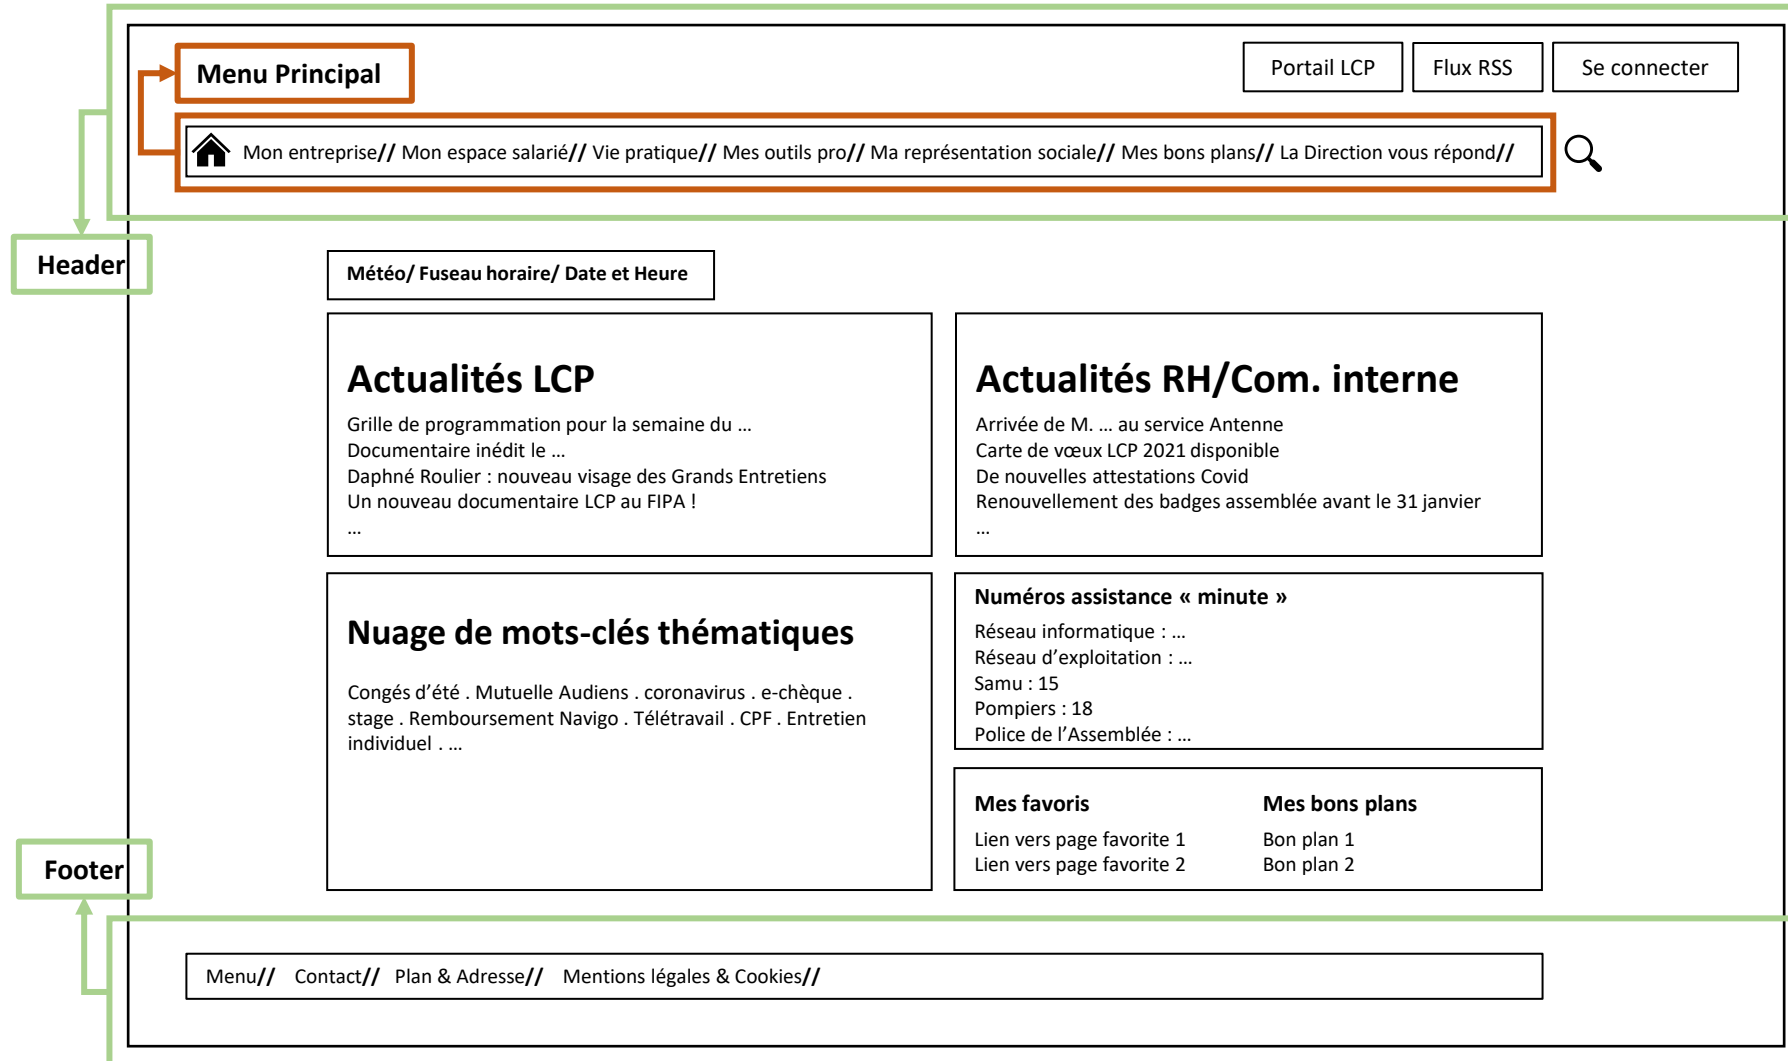 Menu Principal
Portail LCP
Flux RSS
Se connecter
Mon entreprise// Mon espace salarié// Vie pratique// Mes outils pro// Ma représentation sociale// Mes bons plans// La Direction vous répond//
Header
Météo/ Fuseau horaire/ Date et Heure
Actualités LCP
Grille de programmation pour la semaine du ...
Documentaire inédit le ...
Daphné Roulier : nouveau visage des Grands Entretiens
Un nouveau documentaire LCP au FIPA !
...
Actualités RH/Com. interne
Arrivée de M. ... au service Antenne
Carte de vœux LCP 2021 disponible
De nouvelles attestations Covid
Renouvellement des badges assemblée avant le 31 janvier
...
Nuage de mots-clés thématiques
Congés d’été . Mutuelle Audiens . coronavirus . e-chèque .
stage . Remboursement Navigo . Télétravail . CPF . Entretien
individuel . ...
Numéros assistance « minute »
Réseau informatique : ...
Réseau d’exploitation : ...
Samu : 15
Pompiers : 18
Police de l’Assemblée : ...
Mes favoris
Lien vers page favorite 1
Lien vers page favorite 2
Mes bons plans
Bon plan 1
Bon plan 2
Footer
Menu// Contact// Plan & Adresse// Mentions légales & Cookies//